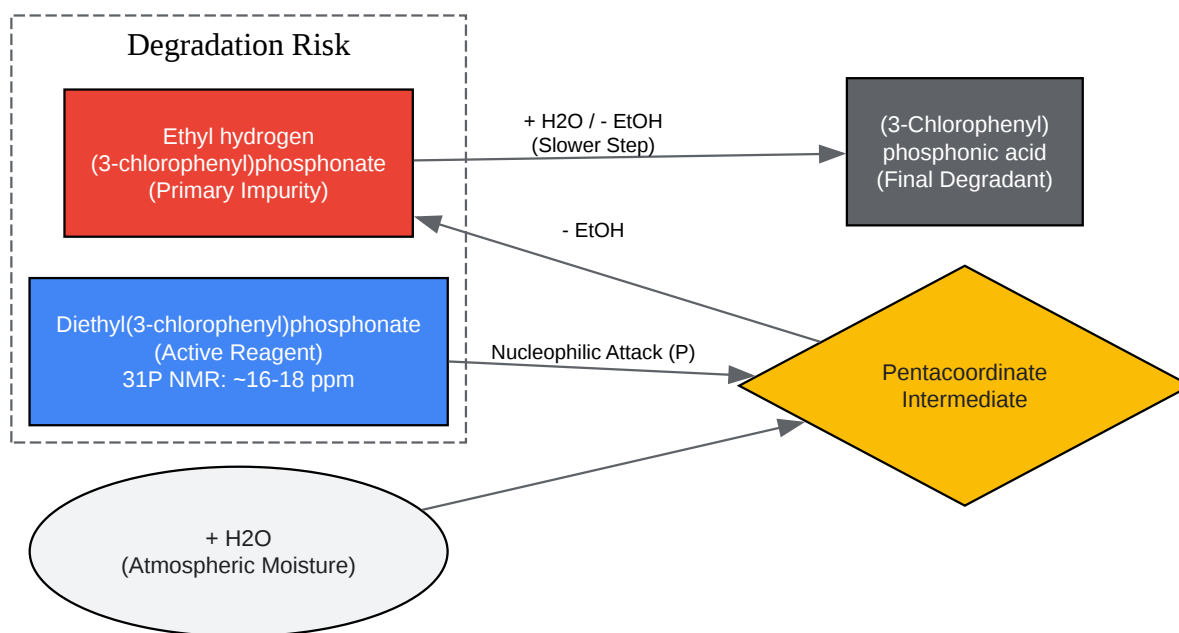 Degradation Risk
Ethyl hydrogen
(3-chlorophenyl)phosphonate
(Primary Impurity)
+ H2O / - EtOH
(Slower Step)
(3-Chlorophenyl)
phosphonic acid
(Final Degradant)
- EtOH
Diethyl(3-chlorophenyl)phosphonate
(Active Reagent)
31P NMR: ~16-18 ppm
Nucleophilic Attack (P)
Pentacoordinate
Intermediate
+ H2O
(Atmospheric Moisture)